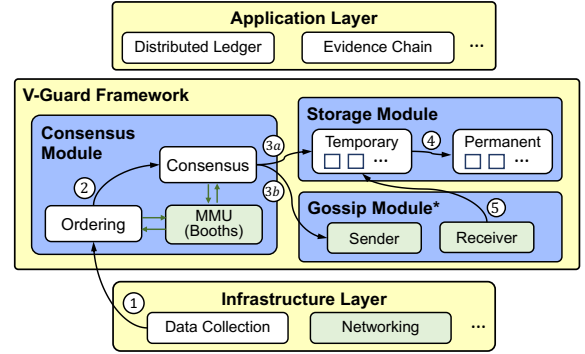 Application Layer
Distributed Ledger
Evidence Chain
...
V-Guard Framework
Consensus
Module
Consensus
2
Ordering
MMU
(Booths)
3a
3b
Storage Module
Temporary
...
4
Permanent
...
Gossip Module*
Sender
Receiver
5
1
Infrastructure Layer
Data Collection
Networking
...